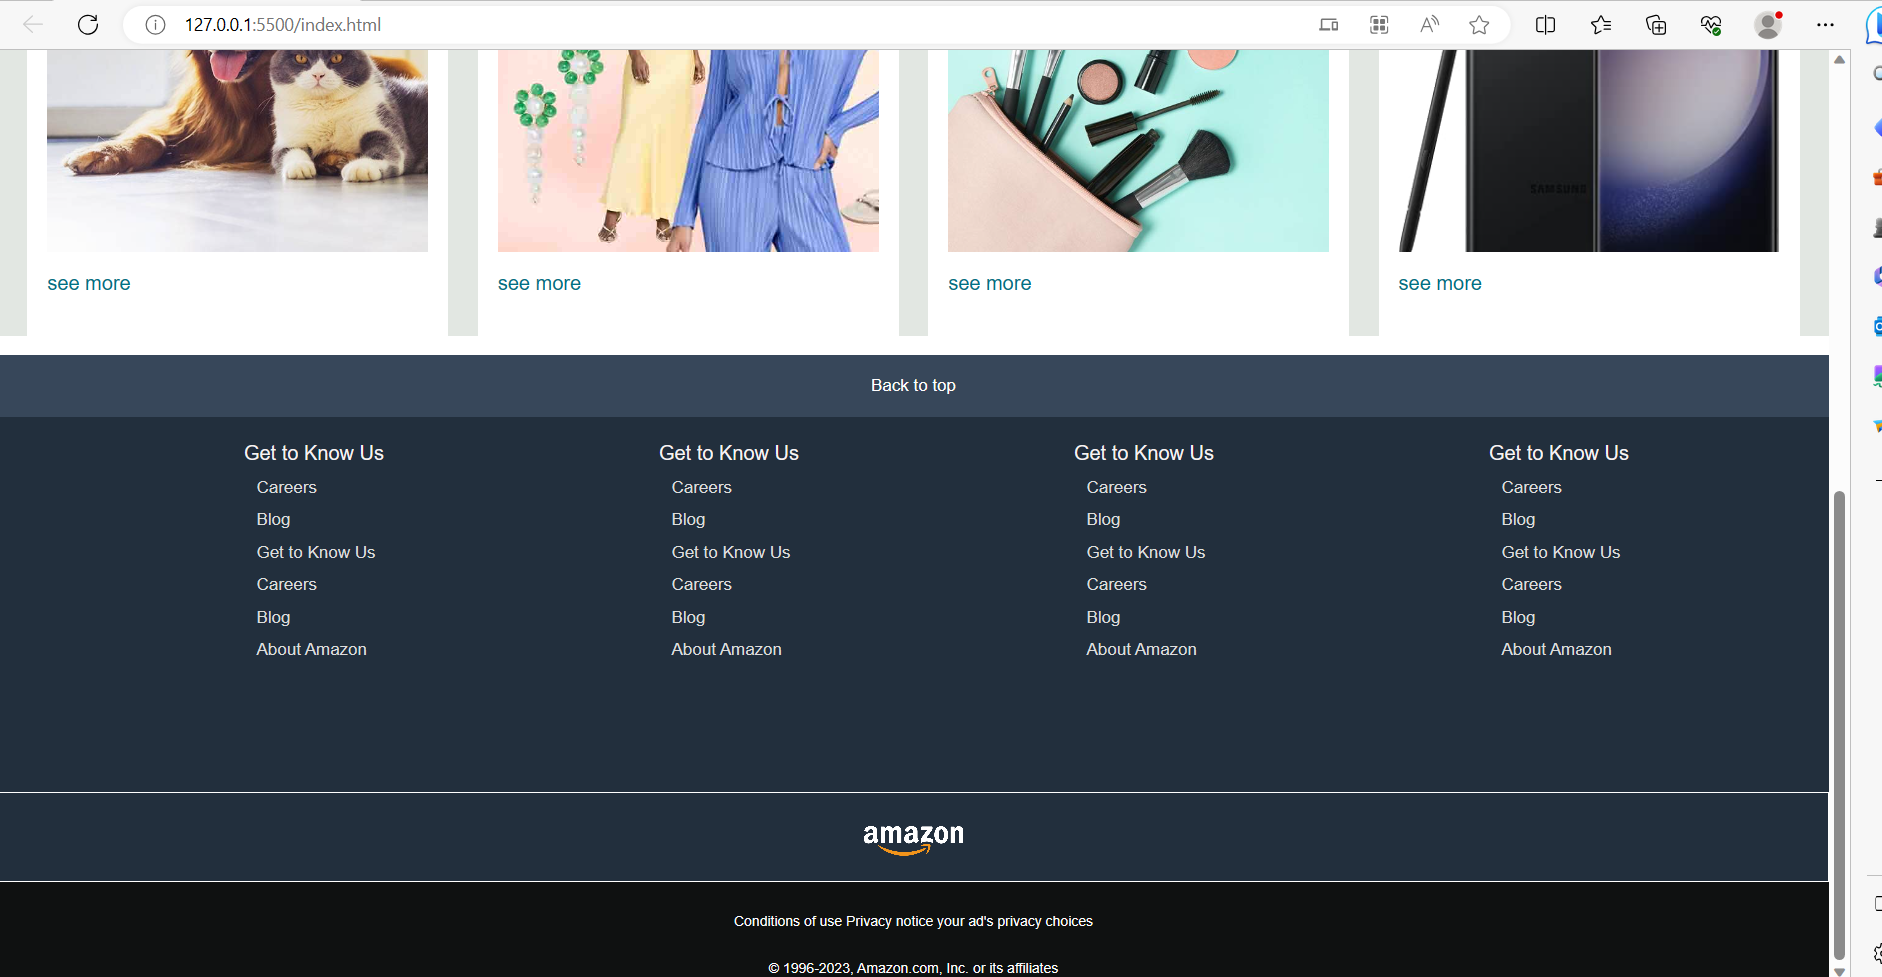 127.0.0.1:5500/index.html
SAMSUNG
see more see more see more see more
Back to top
Get to Know Us Get to Know Us Get to Know Us Get to Know Us
Careers Careers Careers Careers
Blog Blog Blog Blog
Get to Know Us Get to Know Us Get to Know Us Get to Know Us
Careers Careers Careers Careers
Blog Blog Blog Blog
About Amazon About Amazon About Amazon About Amazon
amazon
Conditions of use Privacy notice your ad's privacy choices
© 1996-2023, Amazon.com, Inc. or its affiliates